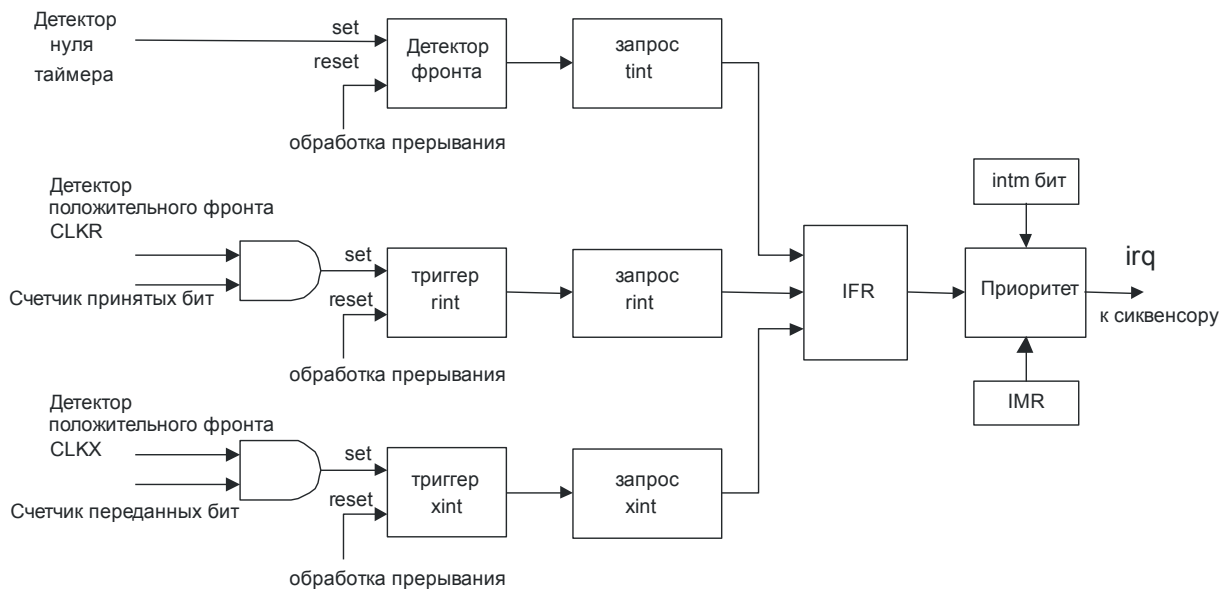 Детектор
нуля
таймера
set
reset
Детектор
фронта
запрос
tint
обработка прерывания
Детектор
положительного фронта
CLKR
Счетчик принятых бит
set
reset
триггер
rint
запрос
rint
обработка прерывания
IFR
intm бит
Приоритет
IMR
irq
к сиквенсору
Детектор
положительного фронта
CLKX
Счетчик переданных бит
set
reset
триггер
xint
запрос
xint
обработка прерывания